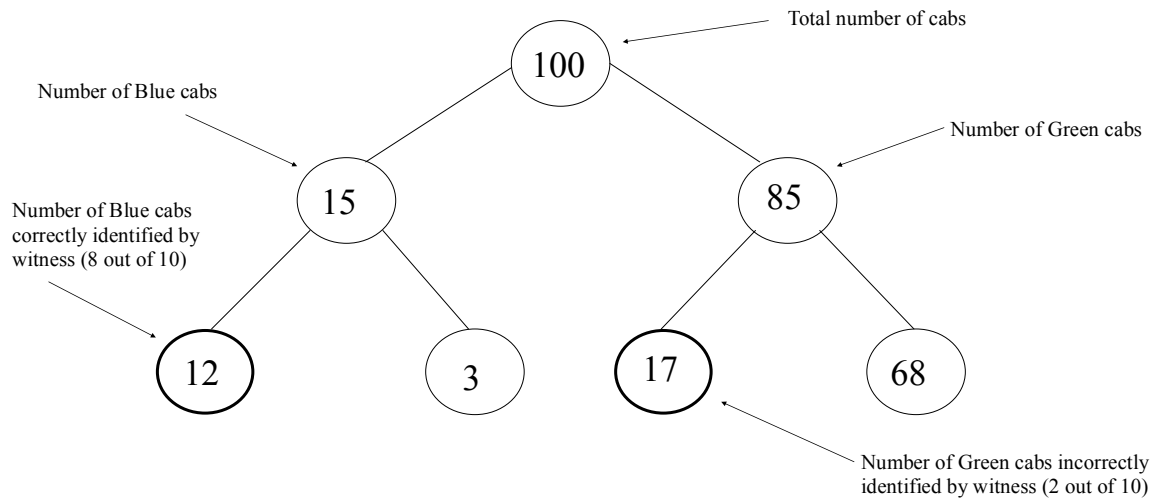 Total number of cabs
100
Number of Blue cabs
Number of Green cabs
15
85
Number of Blue cabs
correctly identified by
witness (8 out of 10)
12
3
17
68
Number of Green cabs incorrectly
identified by witness (2 out of 10)